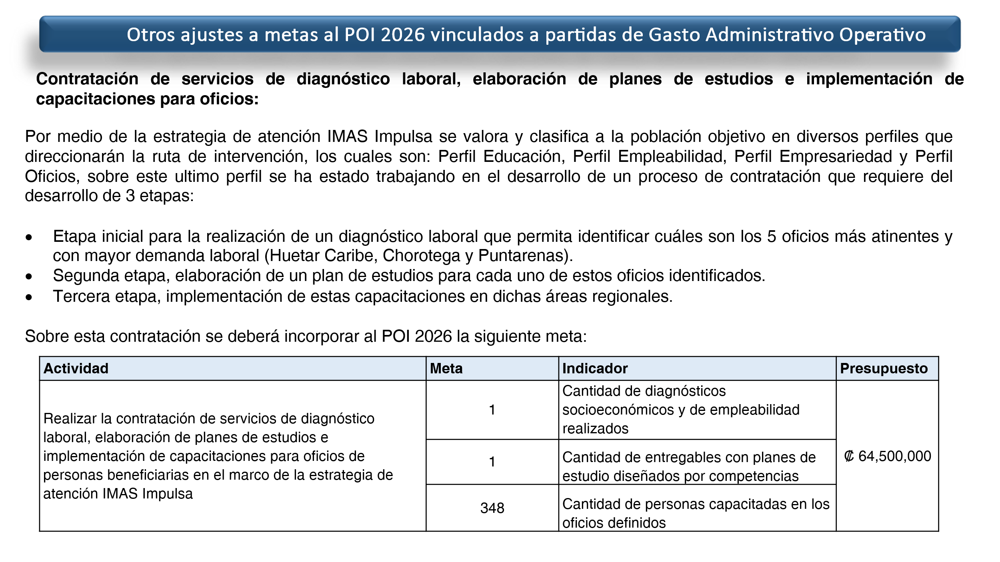 Otros ajustes a metas al POI 2026 vinculados a partidas de Gasto Administrativo Operativo
Contratación de servicios de diagnóstico laboral, elaboración de planes de estudios e implementación de
capacitaciones para oficios:
Por medio de la estrategia de atención IMAS Impulsa se valora y clasifica a la población objetivo en diversos perfiles que
direccionarán la ruta de intervención, los cuales son: Perfil Educación, Perfil Empleabilidad, Perfil Empresariedad y Perfil
Oficios, sobre este ultimo perfil se ha estado trabajando en el desarrollo de un proceso de contratación que requiere del
desarrollo de 3 etapas:
• Etapa inicial para la realización de un diagnóstico laboral que permita identificar cuáles son los 5 oficios más atinentes y
con mayor demanda laboral (Huetar Caribe, Chorotega y Puntarenas).
• Segunda etapa, elaboración de un plan de estudios para cada uno de estos oficios identificados.
• Tercera etapa, implementación de estas capacitaciones en dichas áreas regionales.
Sobre esta contratación se deberá incorporar al POI 2026 la siguiente meta:
Actividad Meta Indicador Presupuesto
Realizar la contratación de servicios de diagnóstico
laboral, elaboración de planes de estudios e
implementación de capacitaciones para oficios de
personas beneficiarias en el marco de la estrategia de
atención IMAS Impulsa
1
Cantidad de diagnósticos
socioeconómicos y de empleabilidad
realizados
1
Cantidad de entregables con planes de
estudio diseñados por competencias
348
Cantidad de personas capacitadas en los
oficios definidos
₡ 64,500,000